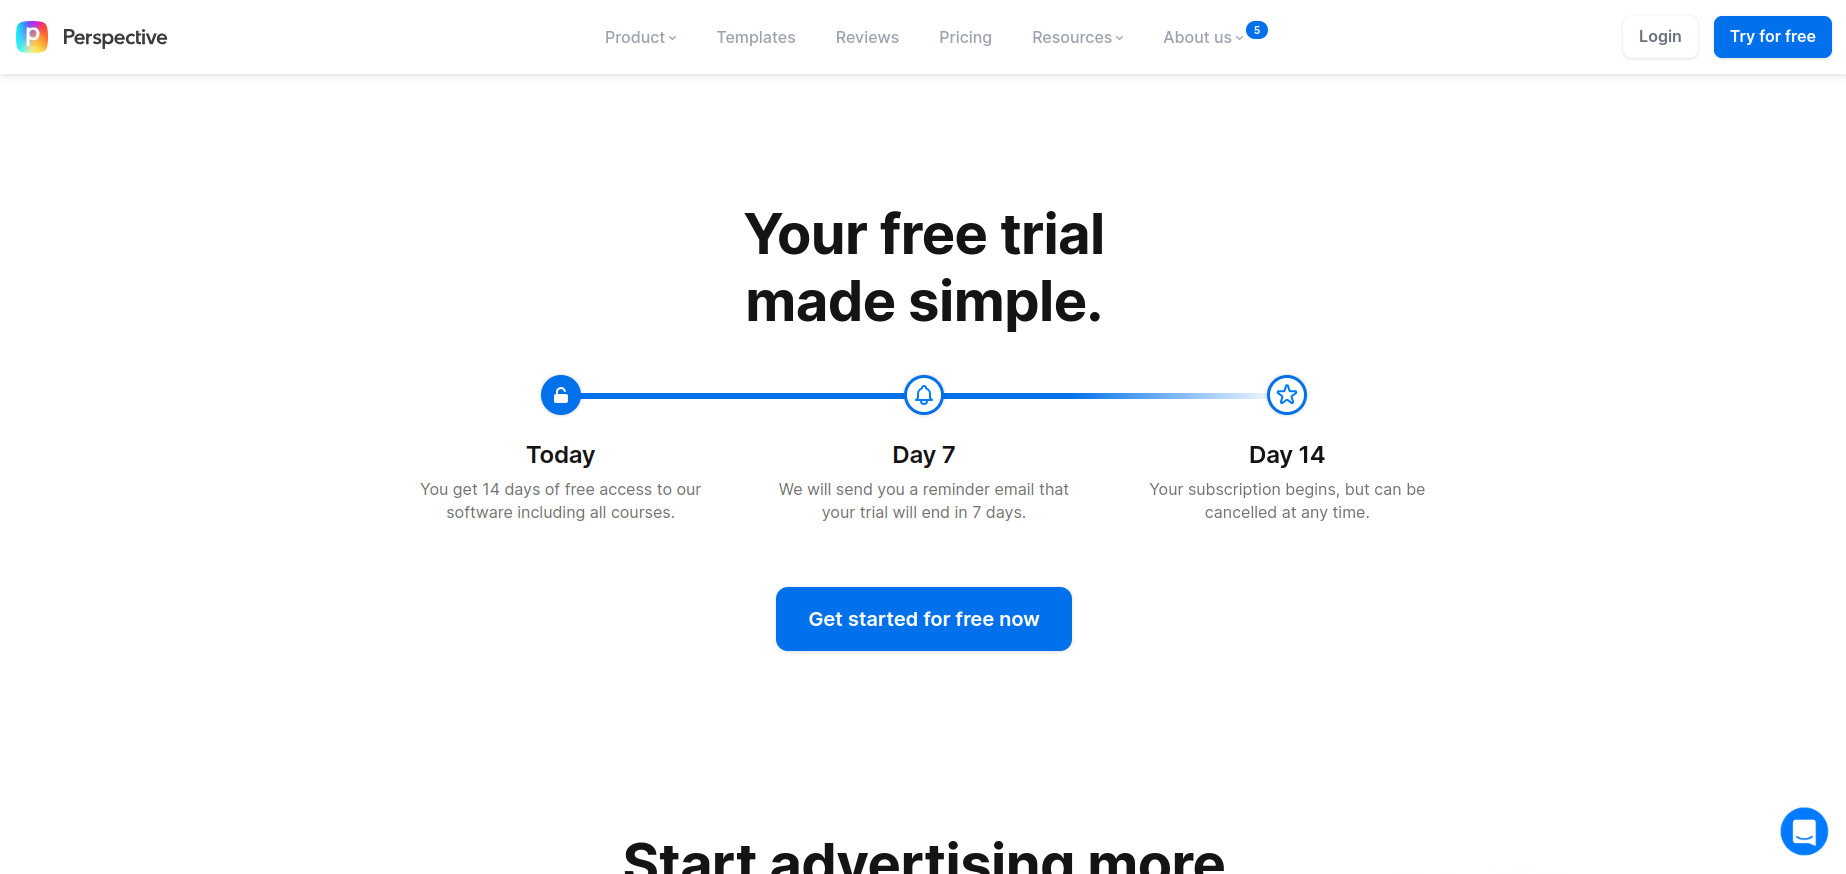 Perspective
Product
Templates
Reviews
Pricing
Resources
About us
5
Login
Try for free
Your free trial
made simple.
Today
You get 14 days of free access to our
software including all courses.
Day 7
We will send you a reminder email that
your trial will end in 7 days.
Day 14
Your subscription begins, but can be
cancelled at any time.
Get started for free now
Start advertising more